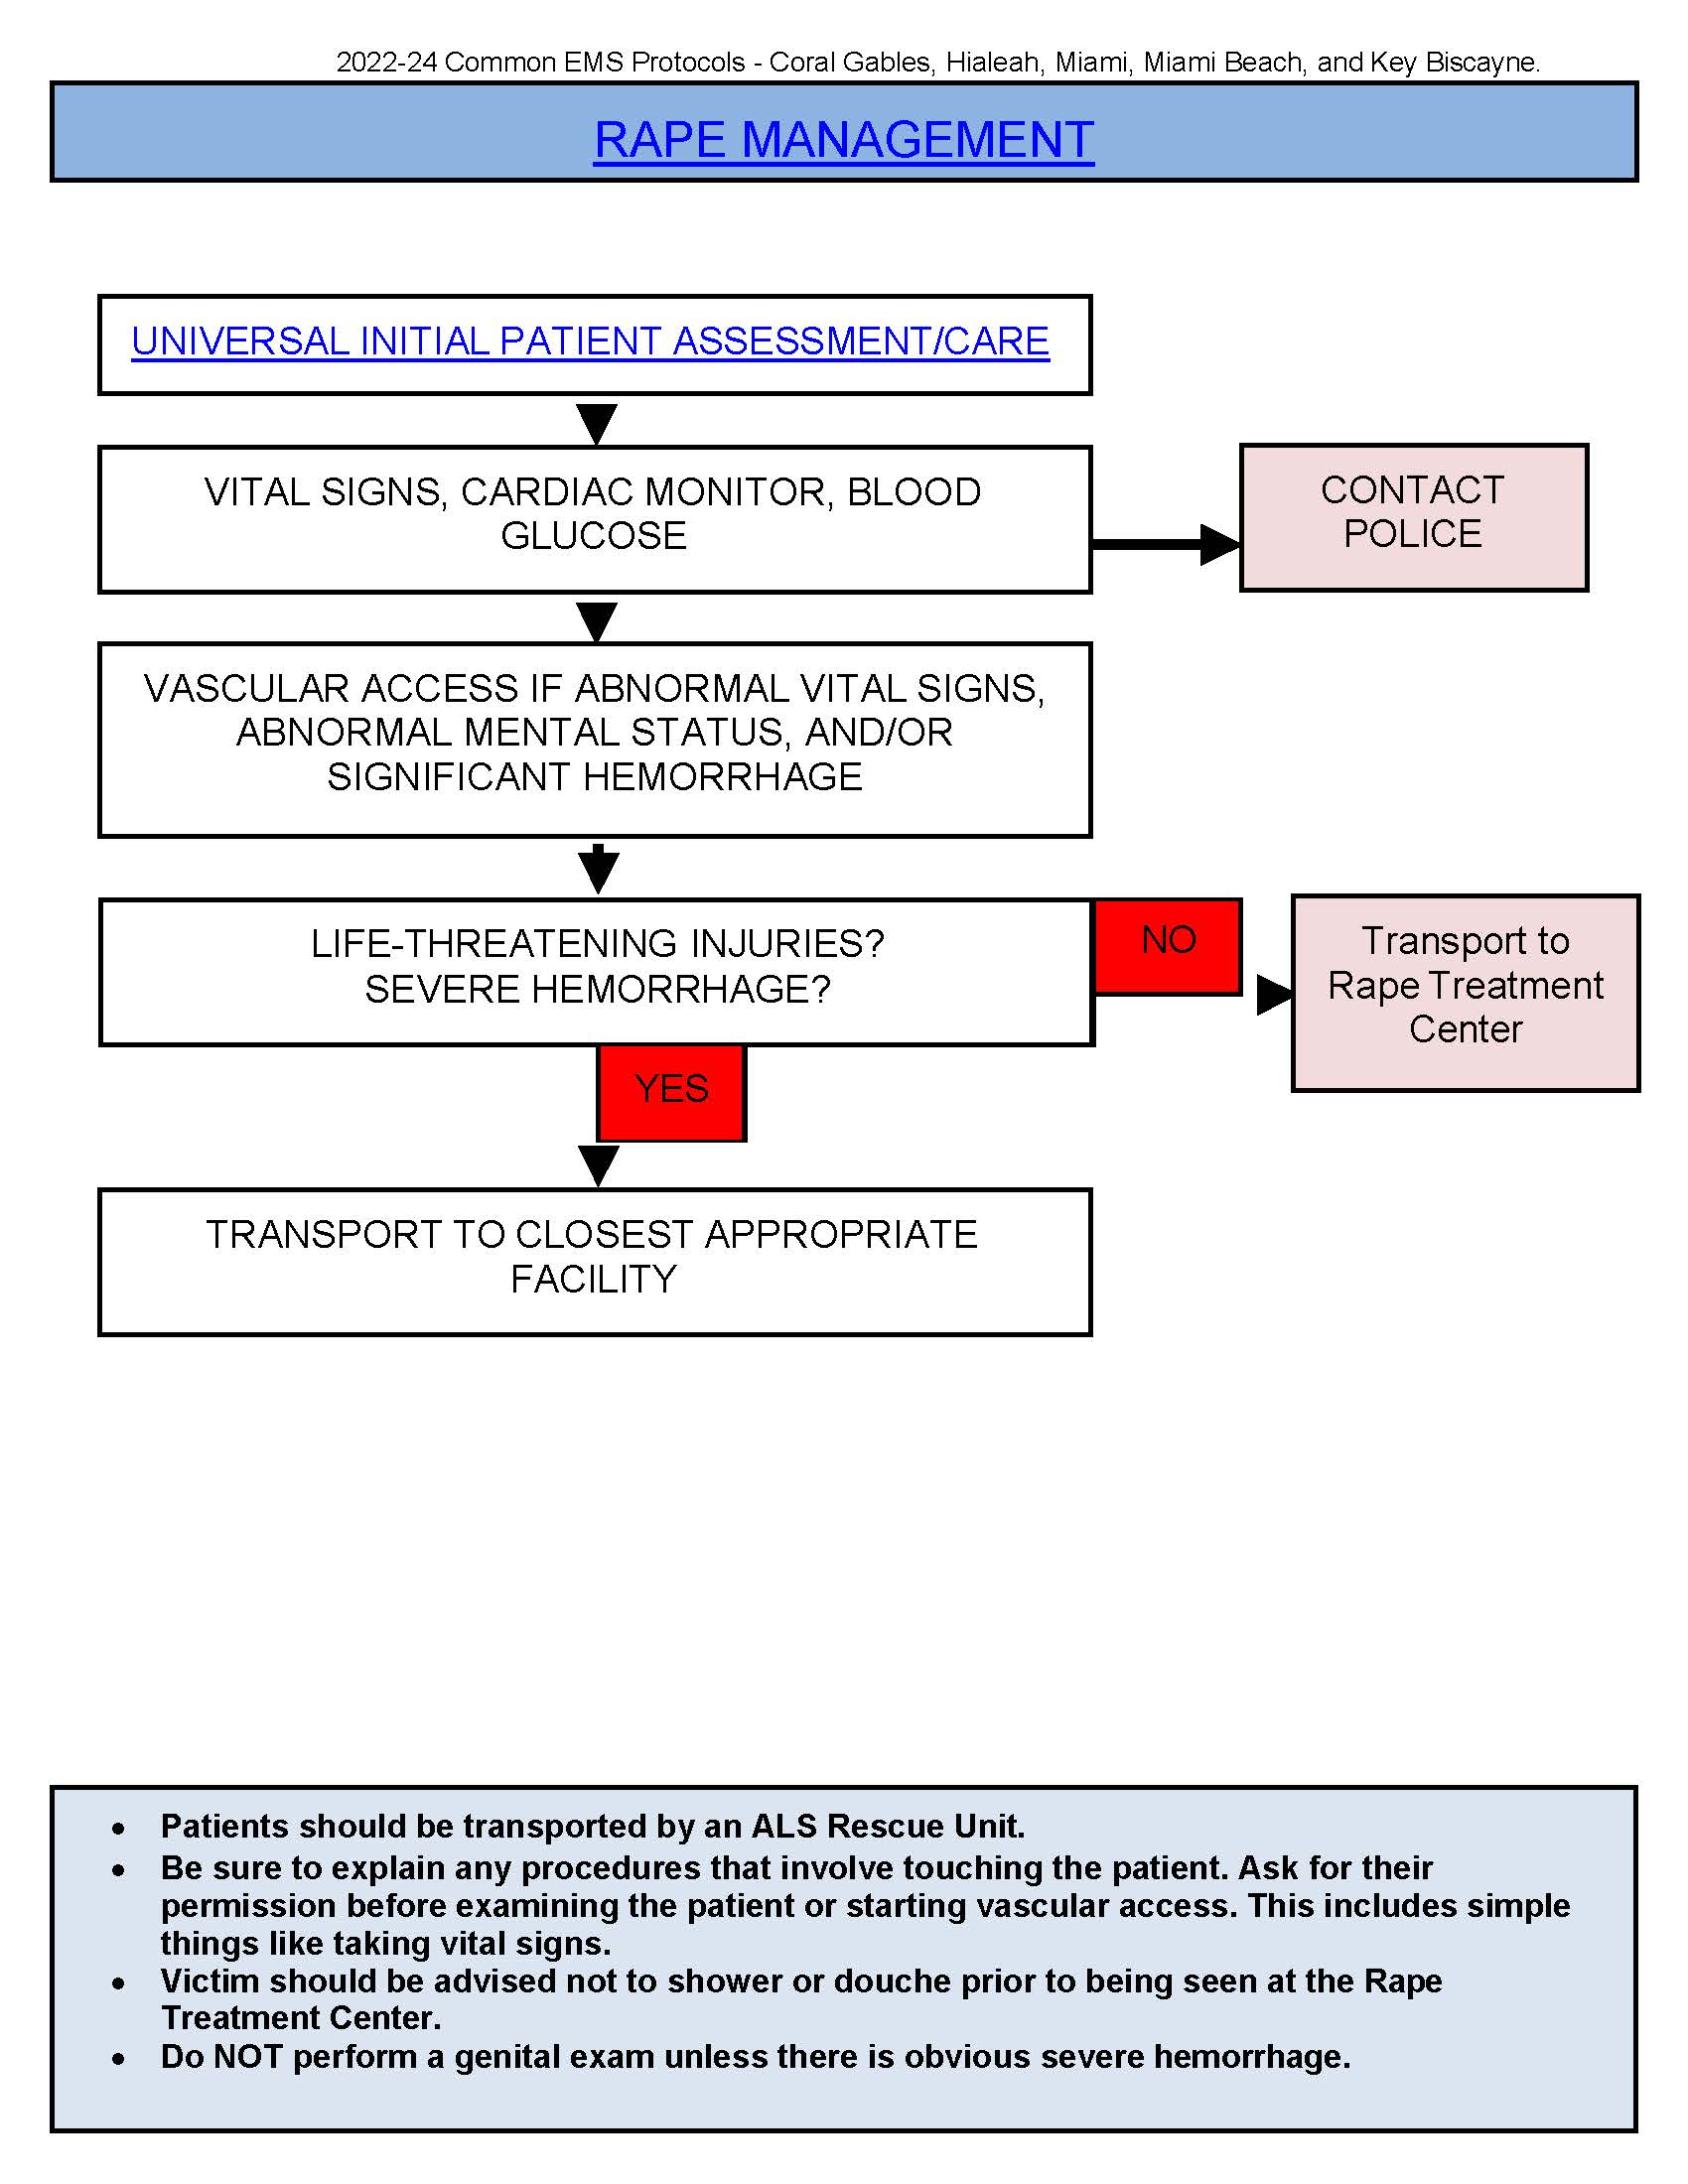 2022-24 Common EMS Protocols - Coral Gables, Hialeah, Miami, Miami Beach, and Key Biscayne.
RAPE MANAGEMENT
UNIVERSAL INITIAL PATIENT ASSESSMENT/CARE
VITAL SIGNS, CARDIAC MONITOR, BLOOD
GLUCOSE
CONTACT
POLICE
VASCULAR ACCESS IF ABNORMAL VITAL SIGNS,
ABNORMAL MENTAL STATUS, AND/OR
SIGNIFICANT HEMORRHAGE
LIFE-THREATENING INJURIES?
SEVERE HEMORRHAGE?
NO
Transport to
Rape Treatment
Center
YES
TRANSPORT TO CLOSEST APPROPRIATE
FACILITY
• Patients should be transported by an ALS Rescue Unit.
• Be sure to explain any procedures that involve touching the patient. Ask for their
permission before examining the patient or starting vascular access. This includes simple
things like taking vital signs.
• Victim should be advised not to shower or douche prior to being seen at the Rape
Treatment Center.
• Do NOT perform a genital exam unless there is obvious severe hemorrhage.